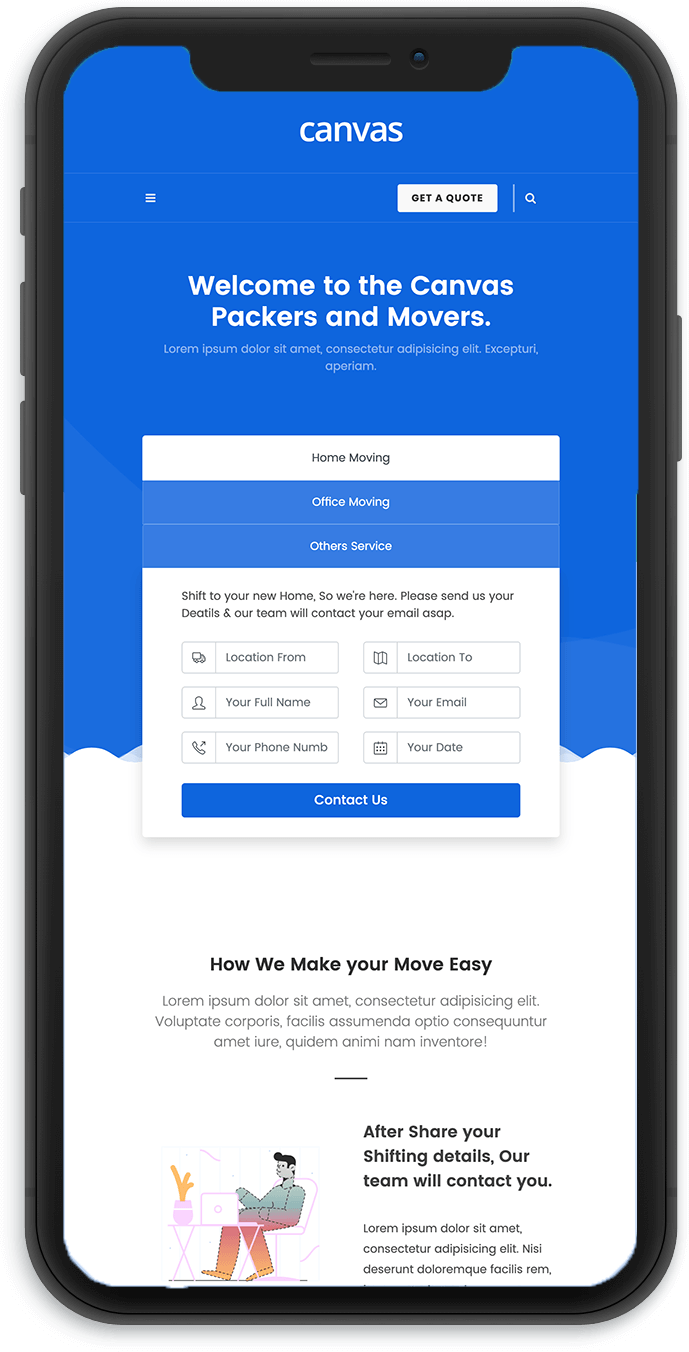 canvas
GET A QUOTE
Welcome to the Canvas
Packers and Movers.
Lorem ipsum dolor sit amet, consectetur adipisicing elit. Excepturi,
aperiam.
Home Moving
Office Moving
Others Service
Shift to your new Home, So we're here. Please send us your
Deatils & our team will contact your email asap.
Location From
Location To
Your Full Name
Your Email
Your Phone Numb
Your Date
Contact Us
How We Make your Move Easy
Lorem ipsum dolor sit amet, consectetur adipisicing elit.
Voluptate corporis, facilis assumenda optio consequuntur
amet iure, quidem animi nam inventore!
After Share your
Shifting details, Our
team will contact you.
Lorem ipsum dolor sit amet,
consectetur adipisicing elit. Nisi
deserunt doloremque facilis rem,